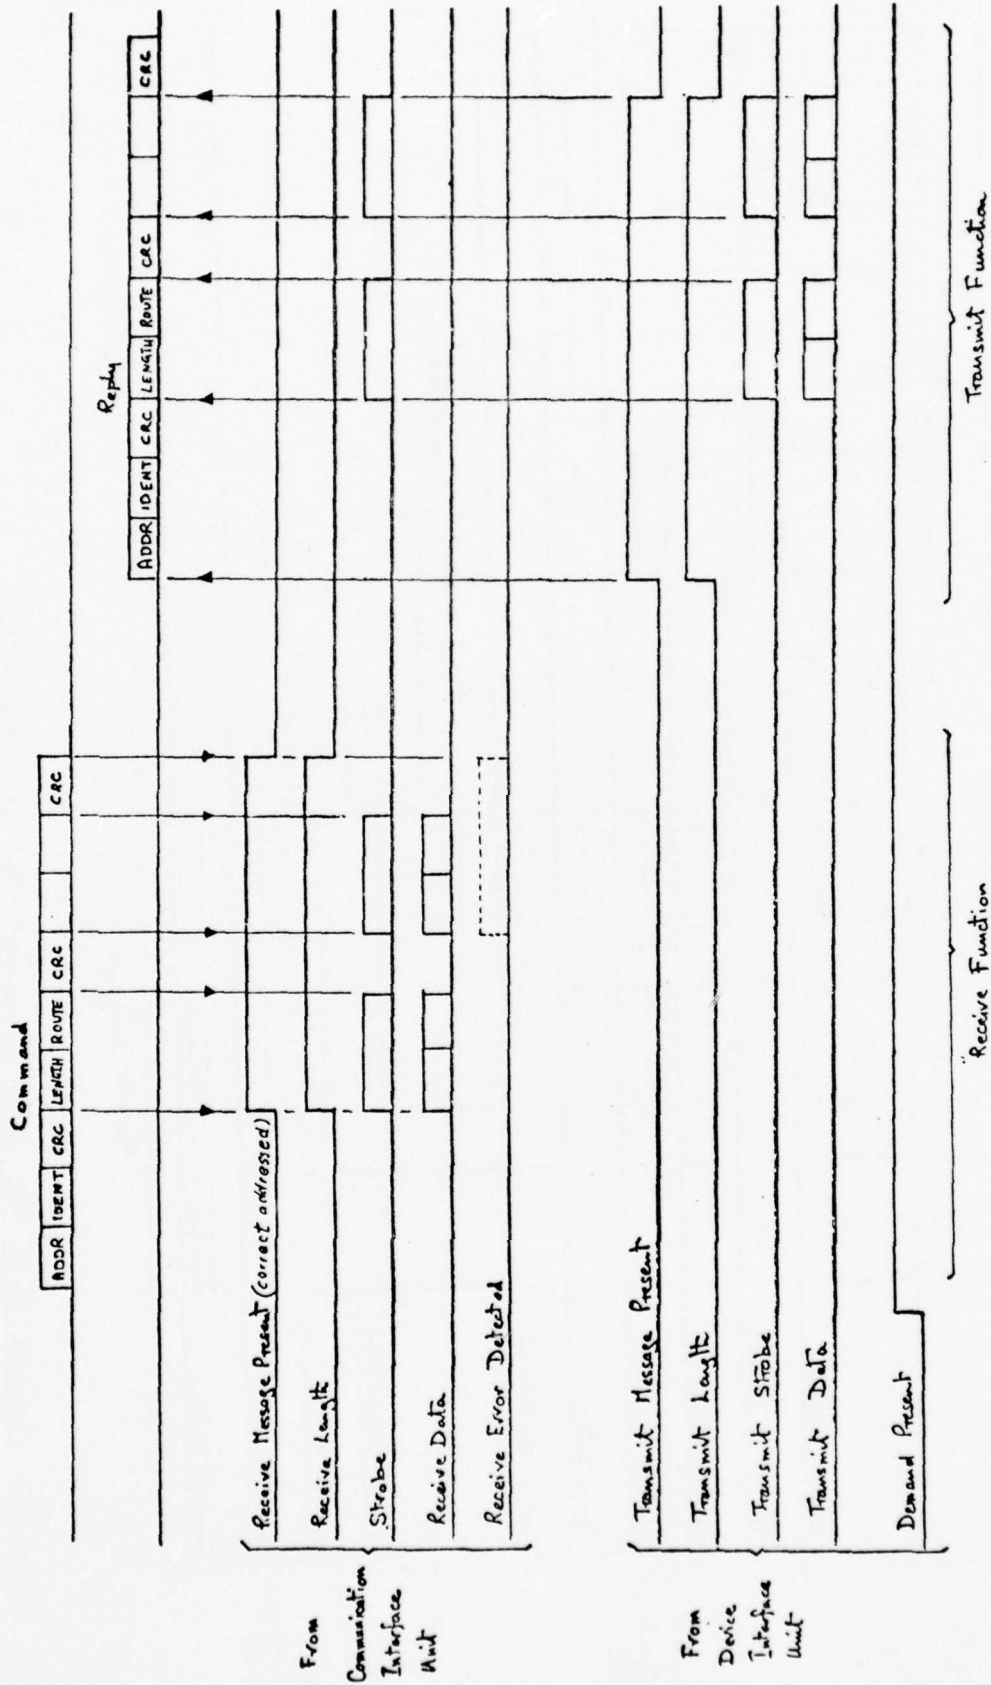 Command
ADDR IDENT CRC LENGTH ROUTE CRC CRC
Reply
ADDR IDENT CRC LENGTH ROUTE CRC CRC
From
Communication
Interface
Unit
Receive Message Present (correct addressed)
Receive Length
Strobe
Receive Data
Receive Error Detected
From
Device
Interface
Unit
Transmit Message Present
Transmit Length
Transmit Strobe
Transmit Data
Demand Present
Receive Function
Transmit Function